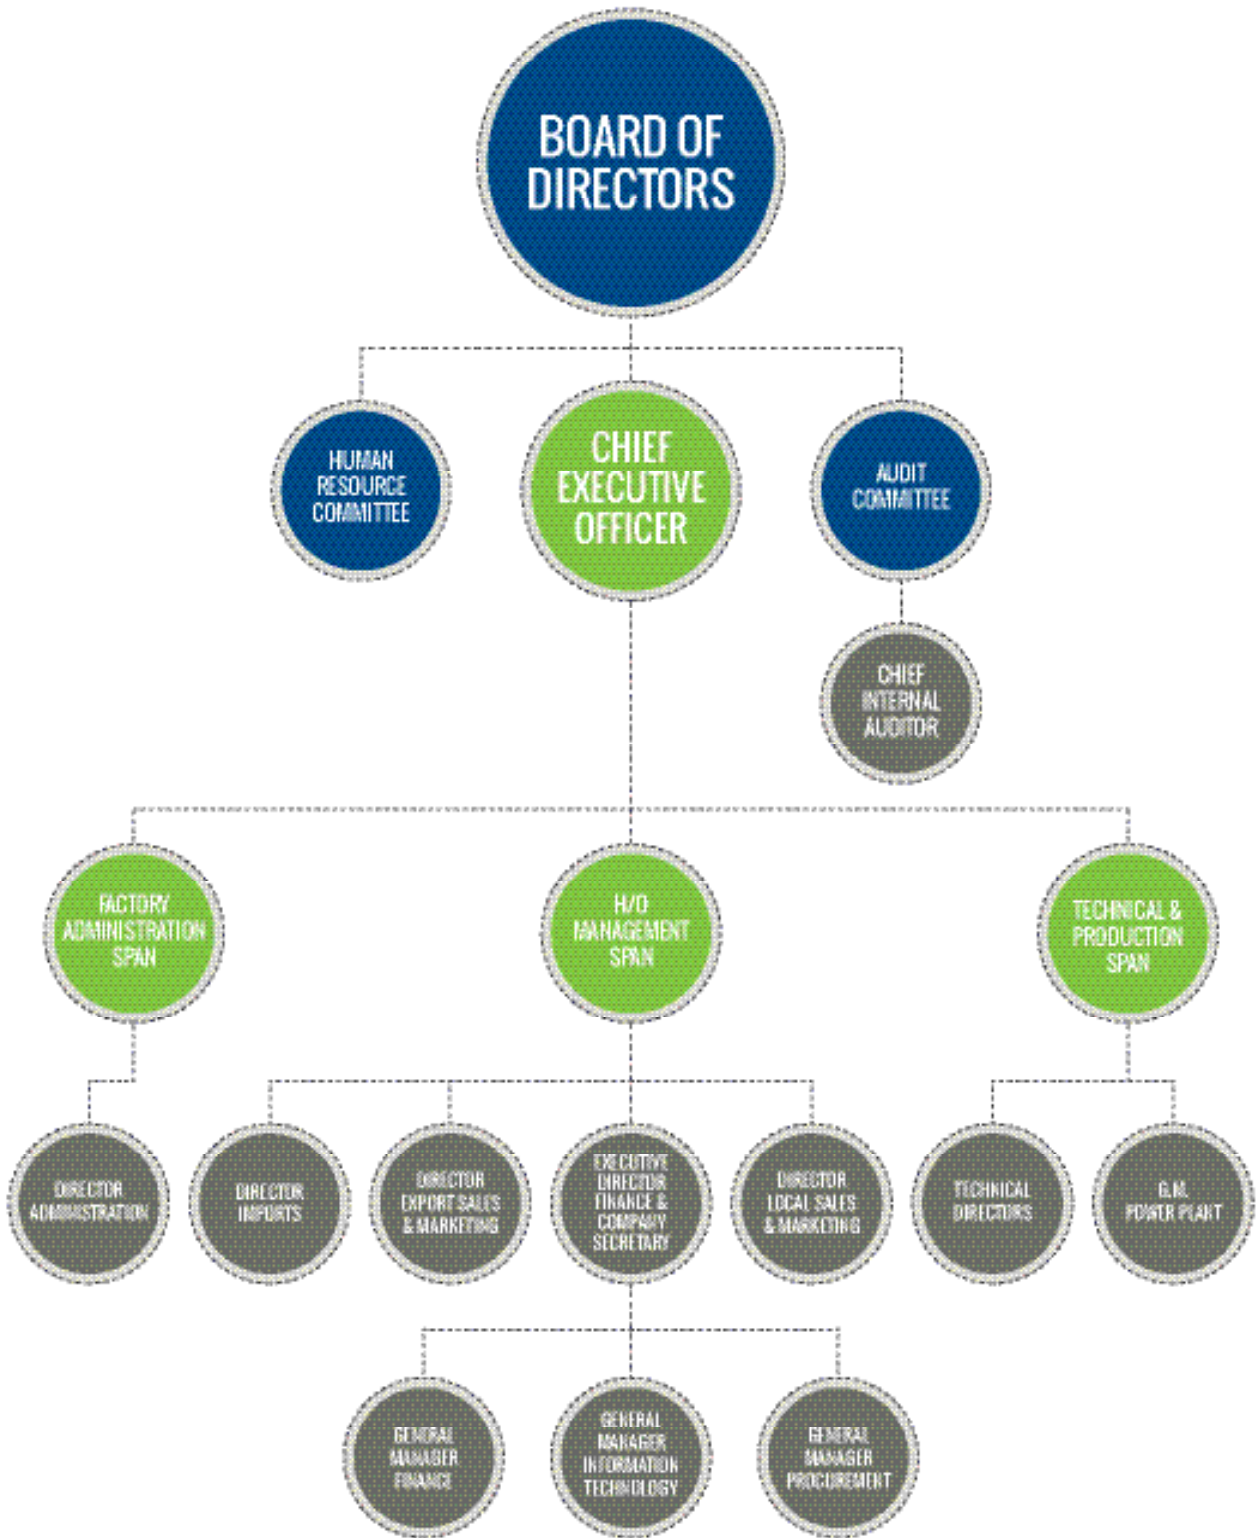 BOARD OF
DIRECTORS
HUMAN
RESOURCE
COMMITTEE
CHIEF
EXECUTIVE
OFFICER
AUDIT
COMMITTEE
CHIEF
INTERNAL
AUDITOR
FACTORY
ADMINISTRATION
SPAN
H/O
MANAGEMENT
SPAN
TECHNICAL &
PRODUCTION
SPAN
DIRECTOR
ADMINISTRATION
DIRECTOR
IMPORTS
DIRECTOR
EXPORT SALES
& MARKETING
EXECUTIVE
DIRECTOR
FINANCE &
COMPANY
SECRETARY
DIRECTOR
LOCAL SALES
& MARKETING
TECHNICAL
DIRECTORS
G.M.
POWER PLANT
GENERAL
MANAGER
FINANCE
GENERAL
MANAGER
INFORMATION
TECHNOLOGY
GENERAL
MANAGER
PROCUREMENT